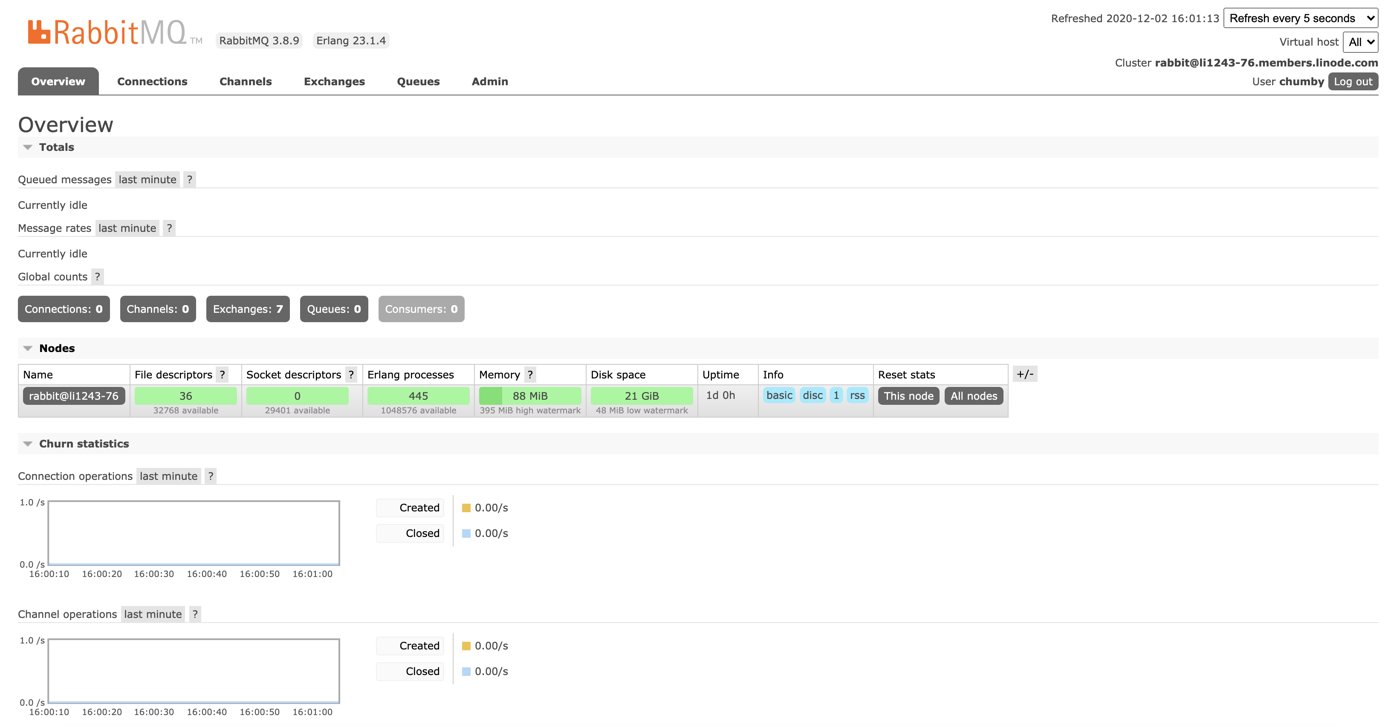 RabbitMQ TM RabbitMQ 3.8.9 Erlang 23.1.4
Refreshed 2020-12-02 16:01:13 Refresh every 5 seconds
Virtual host All
Cluster rabbit@li1243-76.members.linode.com
User chumby Log out
Overview Connections Channels Exchanges Queues Admin
Overview
Totals
Queued messages last minute ?
Currently idle
Message rates last minute ?
Currently idle
Global counts ?
Connections: 0 Channels: 0 Exchanges: 7 Queues: 0 Consumers: 0
Nodes
Name File descriptors ? Socket descriptors ? Erlang processes Memory ? Disk space Uptime Info Reset stats +/-
rabbit@li1243-76 36 0 445 88 MiB 21 GiB 1d 0h basic disc 1 rss This node All nodes
32768 available 29401 available 1048576 available 395 MiB high watermark 48 MiB low watermark
Churn statistics
Connection operations last minute ?
1.0 /s Created 0.00/s
Closed 0.00/s
0.0 /s
16:00:10 16:00:20 16:00:30 16:00:40 16:00:50 16:01:00
Channel operations last minute ?
1.0 /s Created 0.00/s
Closed 0.00/s
0.0 /s
16:00:10 16:00:20 16:00:30 16:00:40 16:00:50 16:01:00